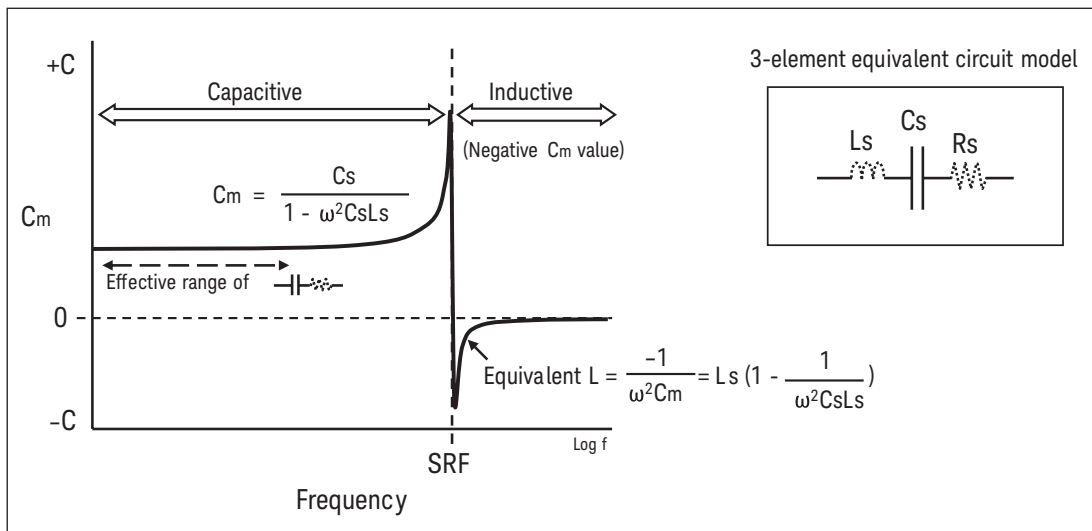 3-element equivalent circuit model
+C
Capacitive
Inductive
(Negative Cm value)
Cs
Ls
Rs
Cm = Cs / 1 - ω²CsLs
Cm
Effective range of
0
Equivalent L = –1 / ω²Cm = Ls (1 - 1 / ω²CsLs)
–C
Log f
SRF
Frequency